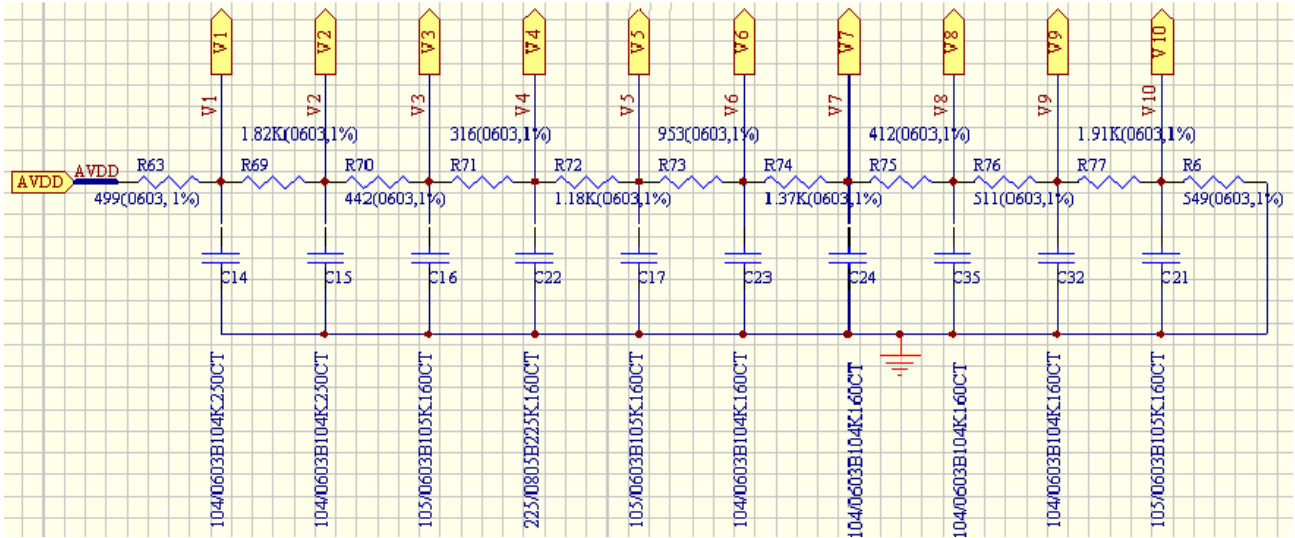 V1 V2 V3 V4 V5 V6 V7 V8 V9 V10
V1 V2 V3 V4 V5 V6 V7 V8 V9 V10
1.82K(0603,1%) 316(0603,1%) 953(0603,1%) 412(0603,1%) 1.91K(0603,1%)
AVDD AVDD R63 R69 R70 R71 R72 R73 R74 R75 R76 R77 R6
499(0603,1%) 442(0603,1%) 1.18K(0603,1%) 1.37K(0603,1%) 511(0603,1%) 549(0603,1%)
C14 C15 C16 C22 C17 C23 C24 C35 C32 C21
104/0603B104K250CT
104/0603B104K250CT
105/0603B105K160CT
225/0805B225K160CT
105/0603B105K160CT
104/0603B104K160CT
104/0603B104K160CT
104/0603B104K160CT
104/0603B104K160CT
105/0603B105K160CT